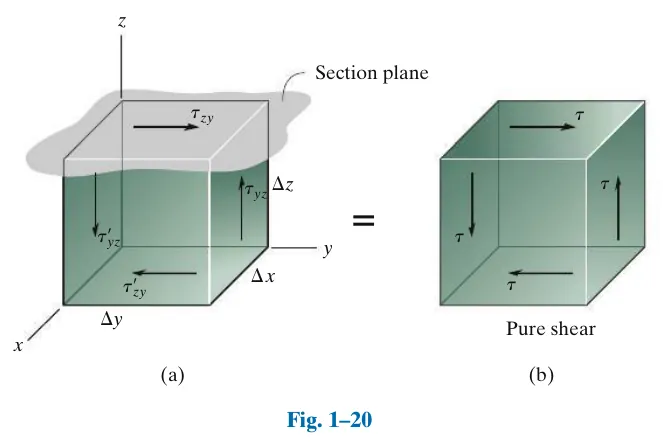 z
Section plane
τzy
τ
τyz
Δz
τ
=
τ′yz
τ
y
τ′zy
Δx
τ
Δy
x
Pure shear
(a)
(b)
Fig. 1–20